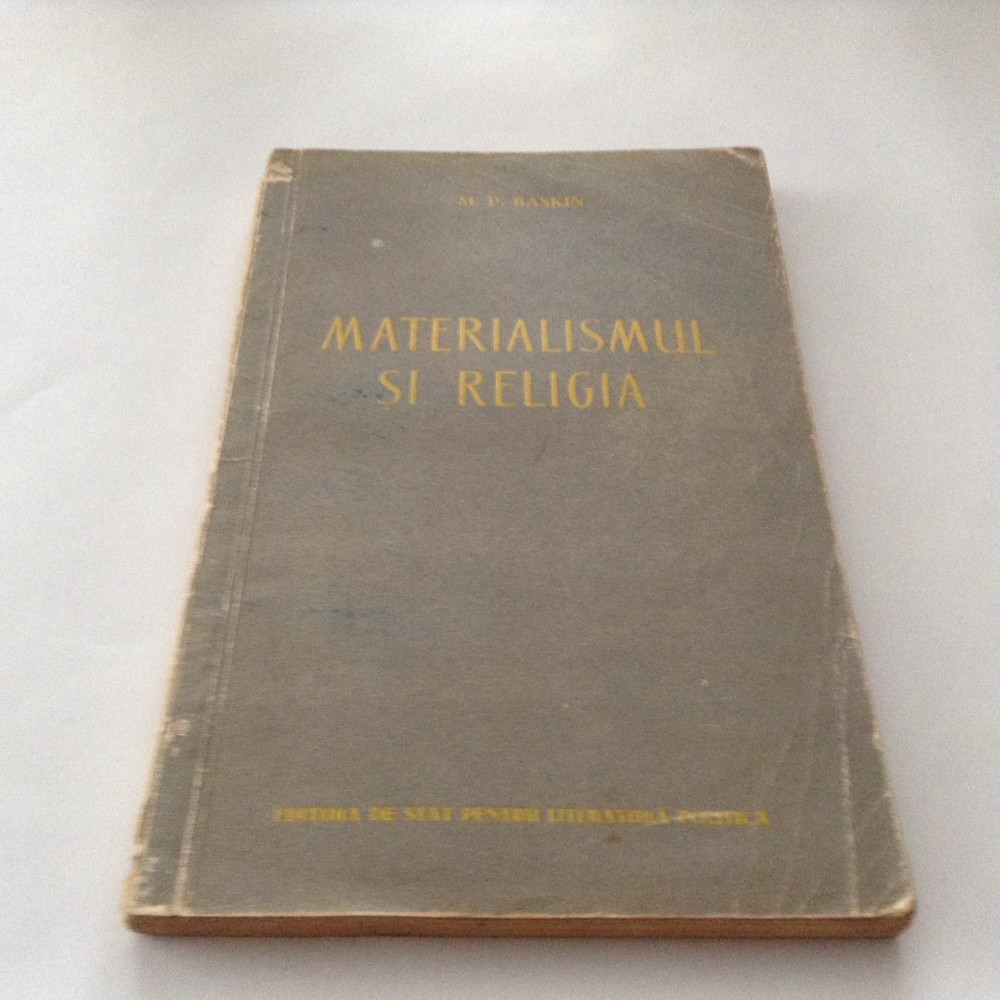 M. P. BASKIN
MATERIALISMUL
ȘI RELIGIA
EDITURA DE STAT PENTRU LITERATURĂ POLITICĂ